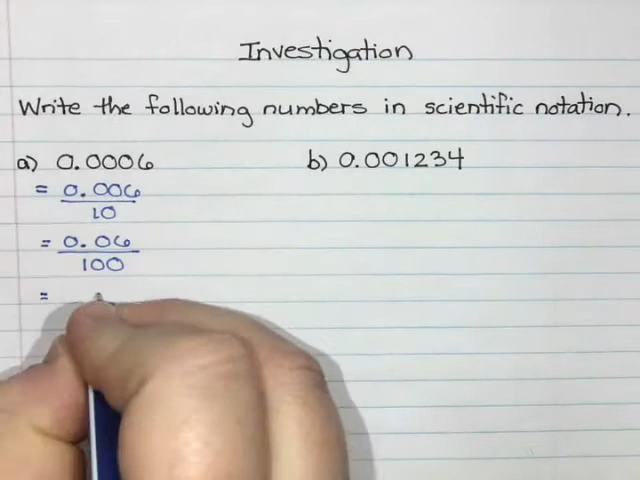 Investigation
Write the following numbers in scientific notation.
a) 0.0006 b) 0.001234
= 0.006
10
= 0.06
100
=